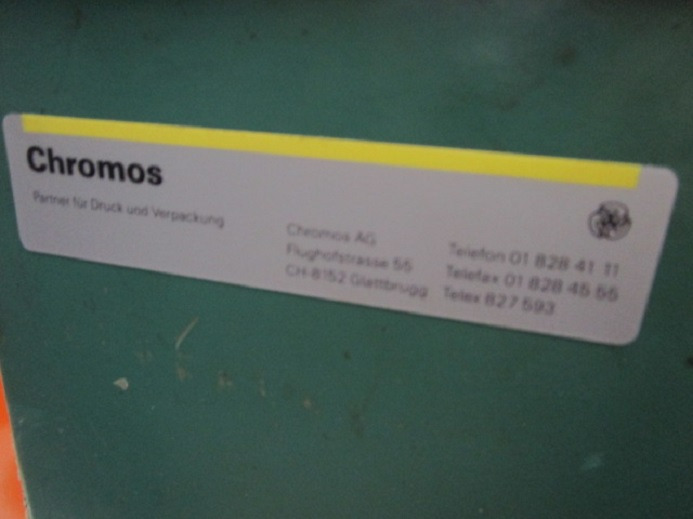 Chromos
Partner für Druck und Verpackung
Chromos AG
Flughofstrasse 55
CH-8152 Glattbrugg
Telefon 01 828 41 11
Telefax 01 828 45 55
Telex 827 593